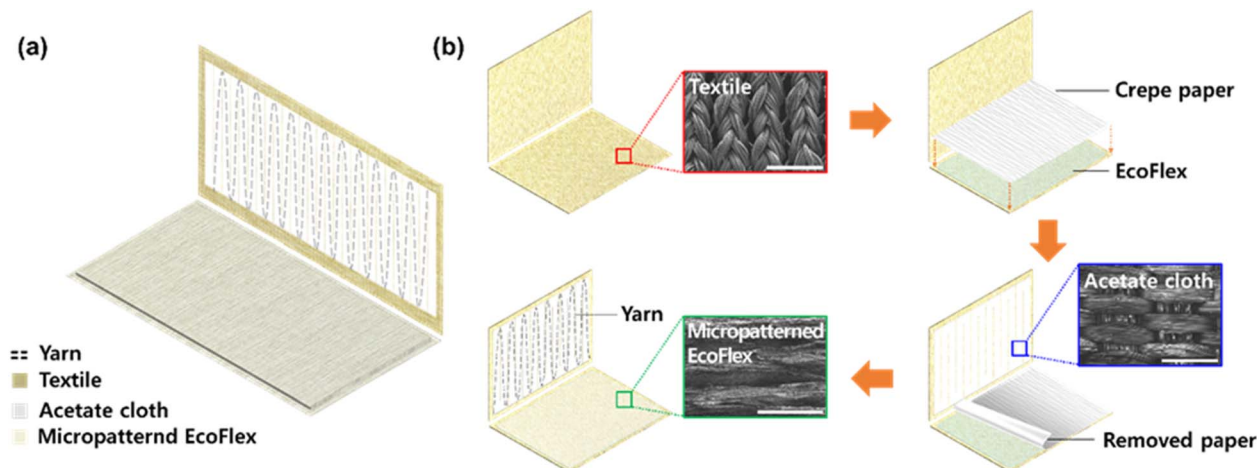 (a)
Yarn
Textile
Acetate cloth
Micropatternd EcoFlex
(b)
Textile
Crepe paper
EcoFlex
Acetate cloth
Removed paper
Yarn
Micropatterned
EcoFlex